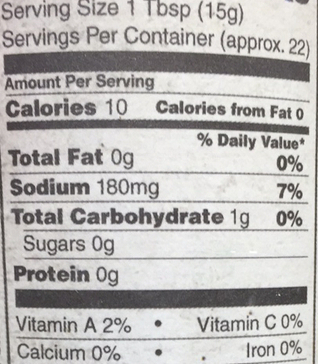 Serving Size 1 Tbsp (15g)
Servings Per Container (approx. 22)
Amount Per Serving
Calories 10 Calories from Fat 0
% Daily Value*
Total Fat 0g 0%
Sodium 180mg 7%
Total Carbohydrate 1g 0%
Sugars 0g
Protein 0g
Vitamin A 2% • Vitamin C 0%
Calcium 0% • Iron 0%